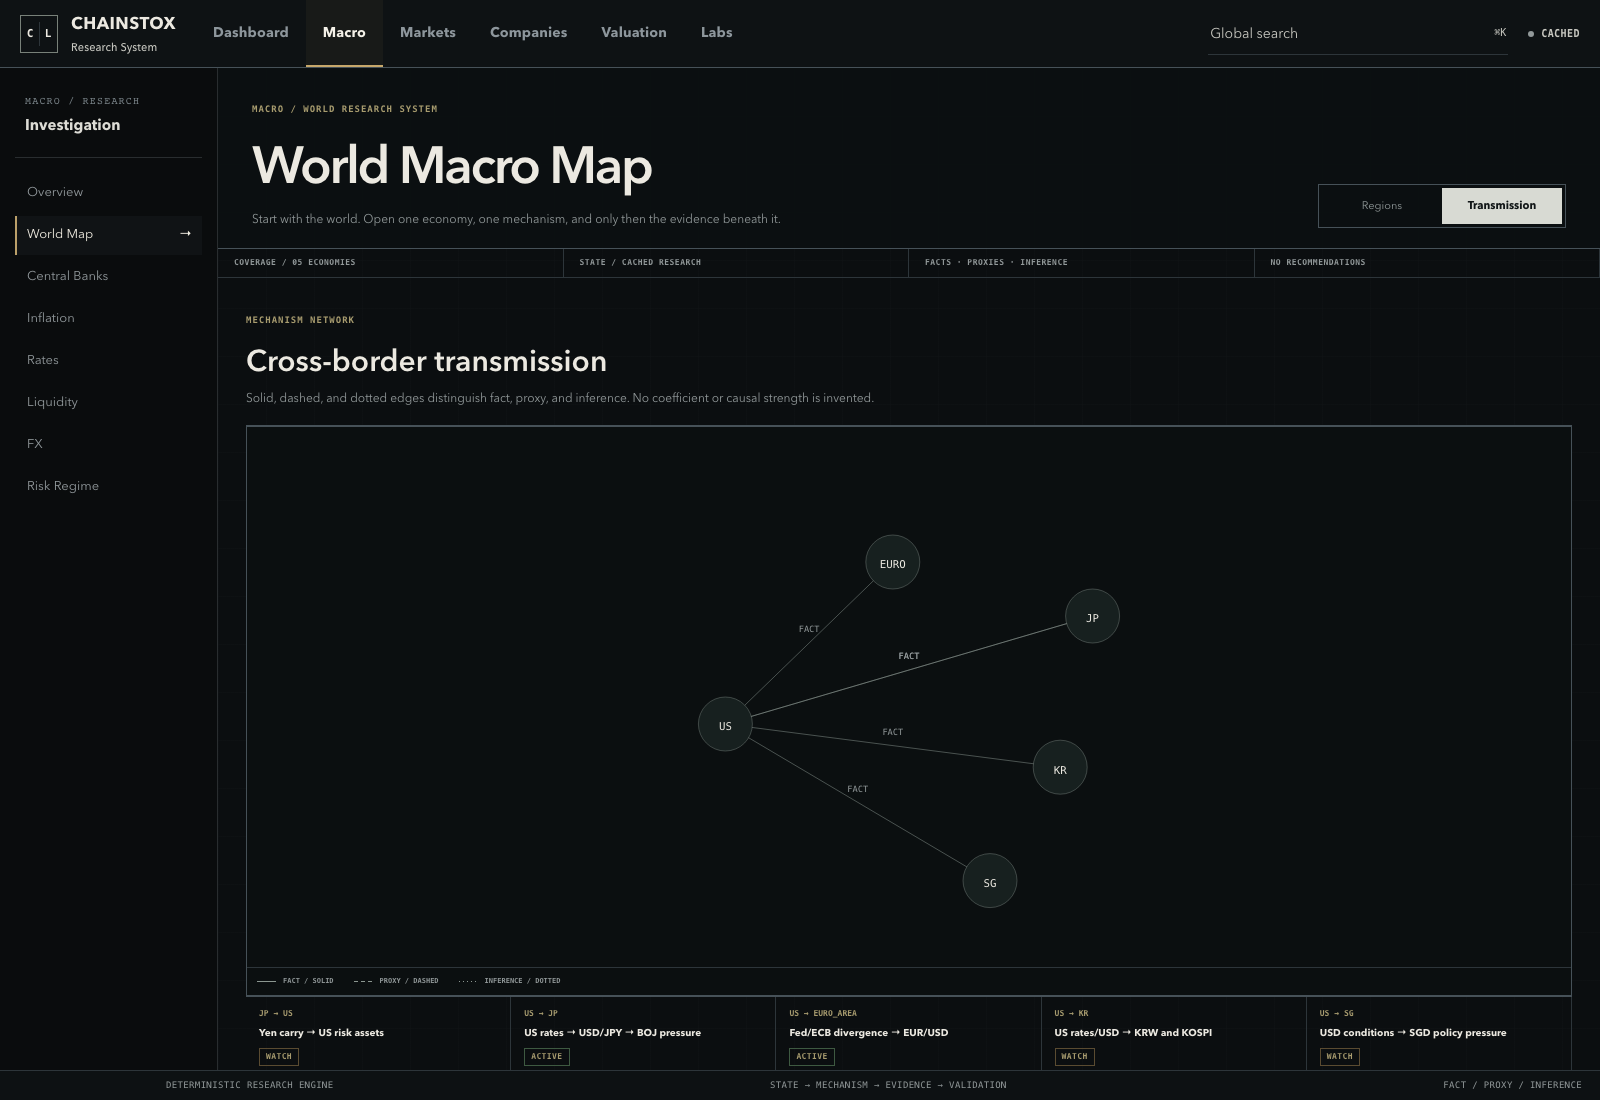 C L
CHAINSTOX
Research System
Dashboard
Macro
Markets
Companies
Valuation
Labs
Global search
⌘K
CACHED
MACRO / RESEARCH
Investigation
Overview
World Map →
Central Banks
Inflation
Rates
Liquidity
FX
Risk Regime
MACRO / WORLD RESEARCH SYSTEM
World Macro Map
Start with the world. Open one economy, one mechanism, and only then the evidence beneath it.
Regions
Transmission
COVERAGE / 05 ECONOMIES
STATE / CACHED RESEARCH
FACTS · PROXIES · INFERENCE
NO RECOMMENDATIONS
MECHANISM NETWORK
Cross-border transmission
Solid, dashed, and dotted edges distinguish fact, proxy, and inference. No coefficient or causal strength is invented.
EURO
JP
FACT
FACT
US
FACT
KR
FACT
SG
FACT / SOLID
PROXY / DASHED
INFERENCE / DOTTED
JP → US
Yen carry → US risk assets
WATCH
US → JP
US rates → USD/JPY → BOJ pressure
ACTIVE
US → EURO_AREA
Fed/ECB divergence → EUR/USD
ACTIVE
US → KR
US rates/USD → KRW and KOSPI
WATCH
US → SG
USD conditions → SGD policy pressure
WATCH
DETERMINISTIC RESEARCH ENGINE
STATE → MECHANISM → EVIDENCE → VALIDATION
FACT / PROXY / INFERENCE